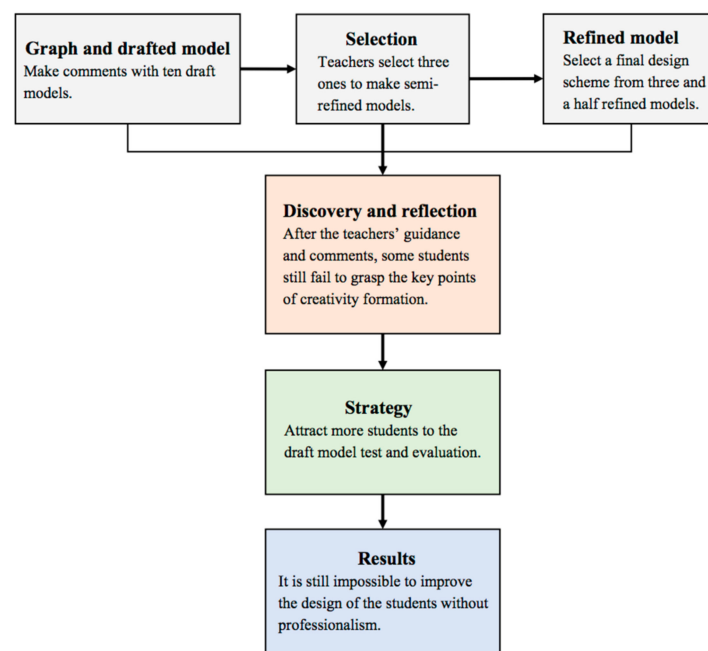 Graph and drafted model
Make comments with ten draft
models.
Selection
Teachers select three
ones to make semi-
refined models.
Refined model
Select a final design
scheme from three and
a half refined models.
Discovery and reflection
After the teachers’ guidance
and comments, some students
still fail to grasp the key points
of creativity formation.
Strategy
Attract more students to the
draft model test and evaluation.
Results
It is still impossible to improve
the design of the students without
professionalism.